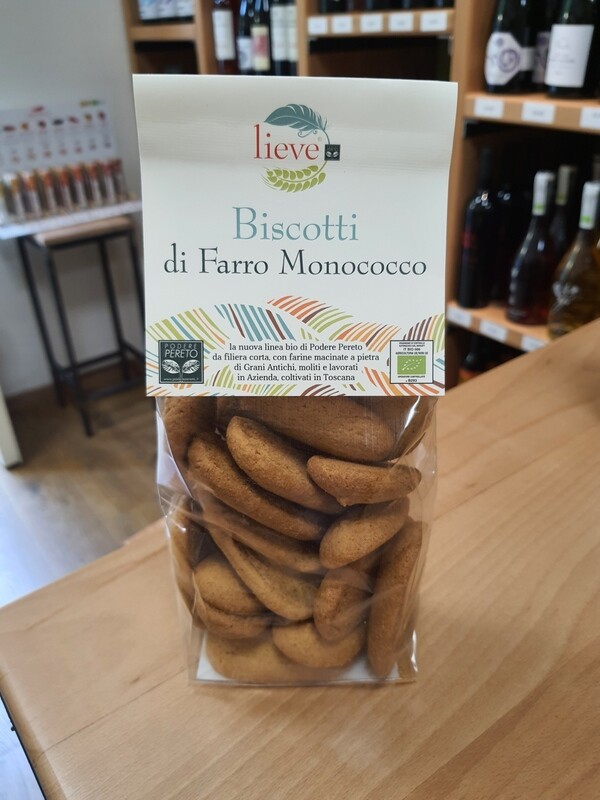 lieve
Biscotti
di Farro Monococco
PODERE
PERETO
la nuova linea bio di Podere Pereto
da filiera corta, con farine macinate a pietra
di Grani Antichi, moliti e lavorati
in Azienda, coltivati in Toscana